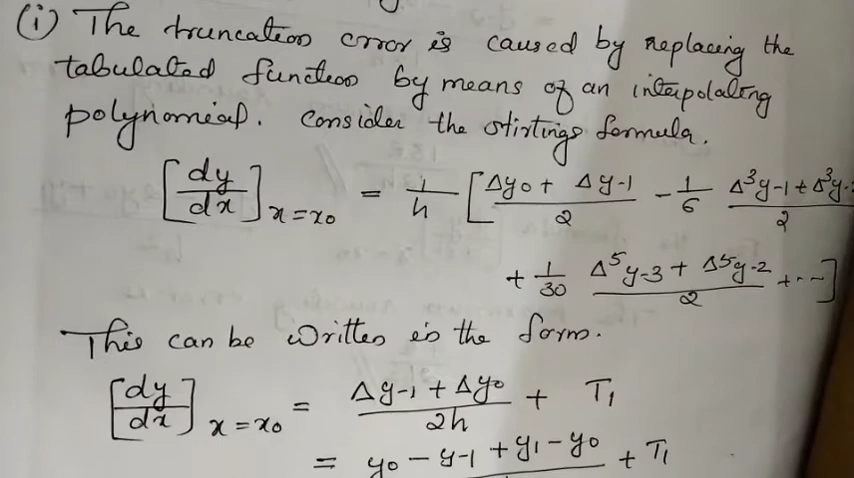 (i) The truncation error is caused by replacing the
tabulated function by means of an interpolating
polynomial. Consider the stirtings formula.
[dy/dx]x=x0 = 1/h [Δy0 + Δy-1 / 2 - 1/6 Δ³y-1 + Δ³y- / 2
+ 1/30 Δ⁵y-3 + Δ⁵y-2 / 2 + ...]
This can be written in the form.
[dy/dx]x=x0 = Δy-1 + Δy0 / 2h + T1
= y0 - y-1 + y1 - y0 + T1